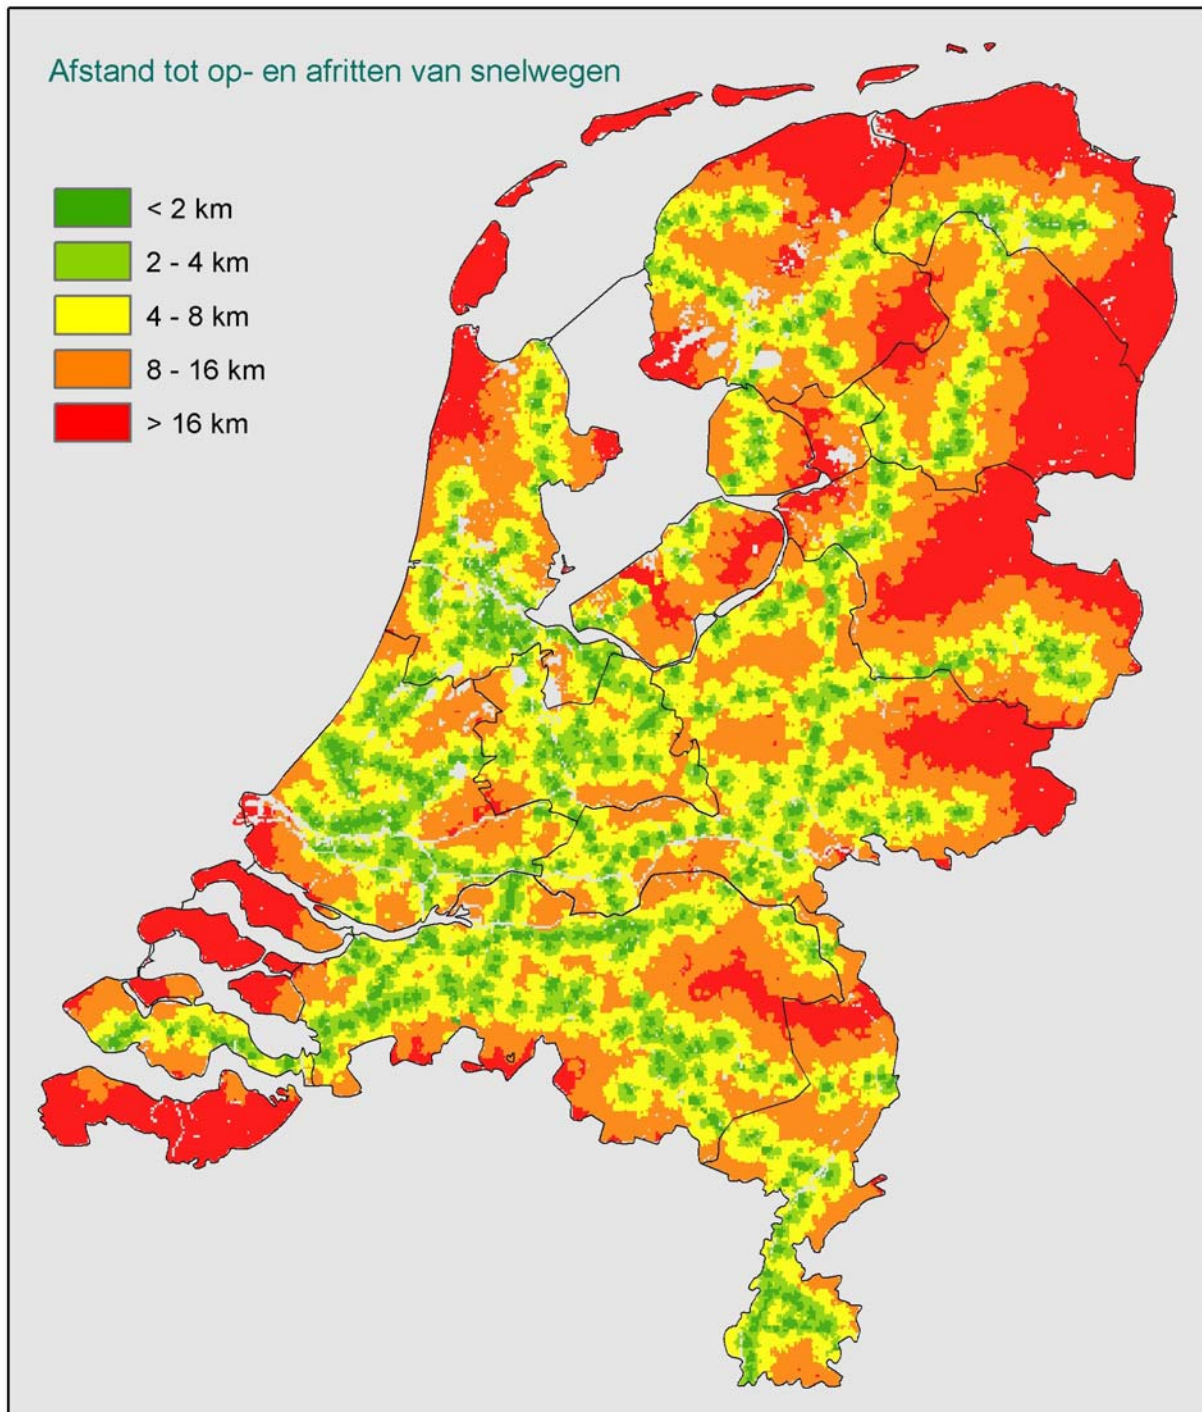 Afstand tot op- en afritten van snelwegen
< 2 km
2 - 4 km
4 - 8 km
8 - 16 km
> 16 km